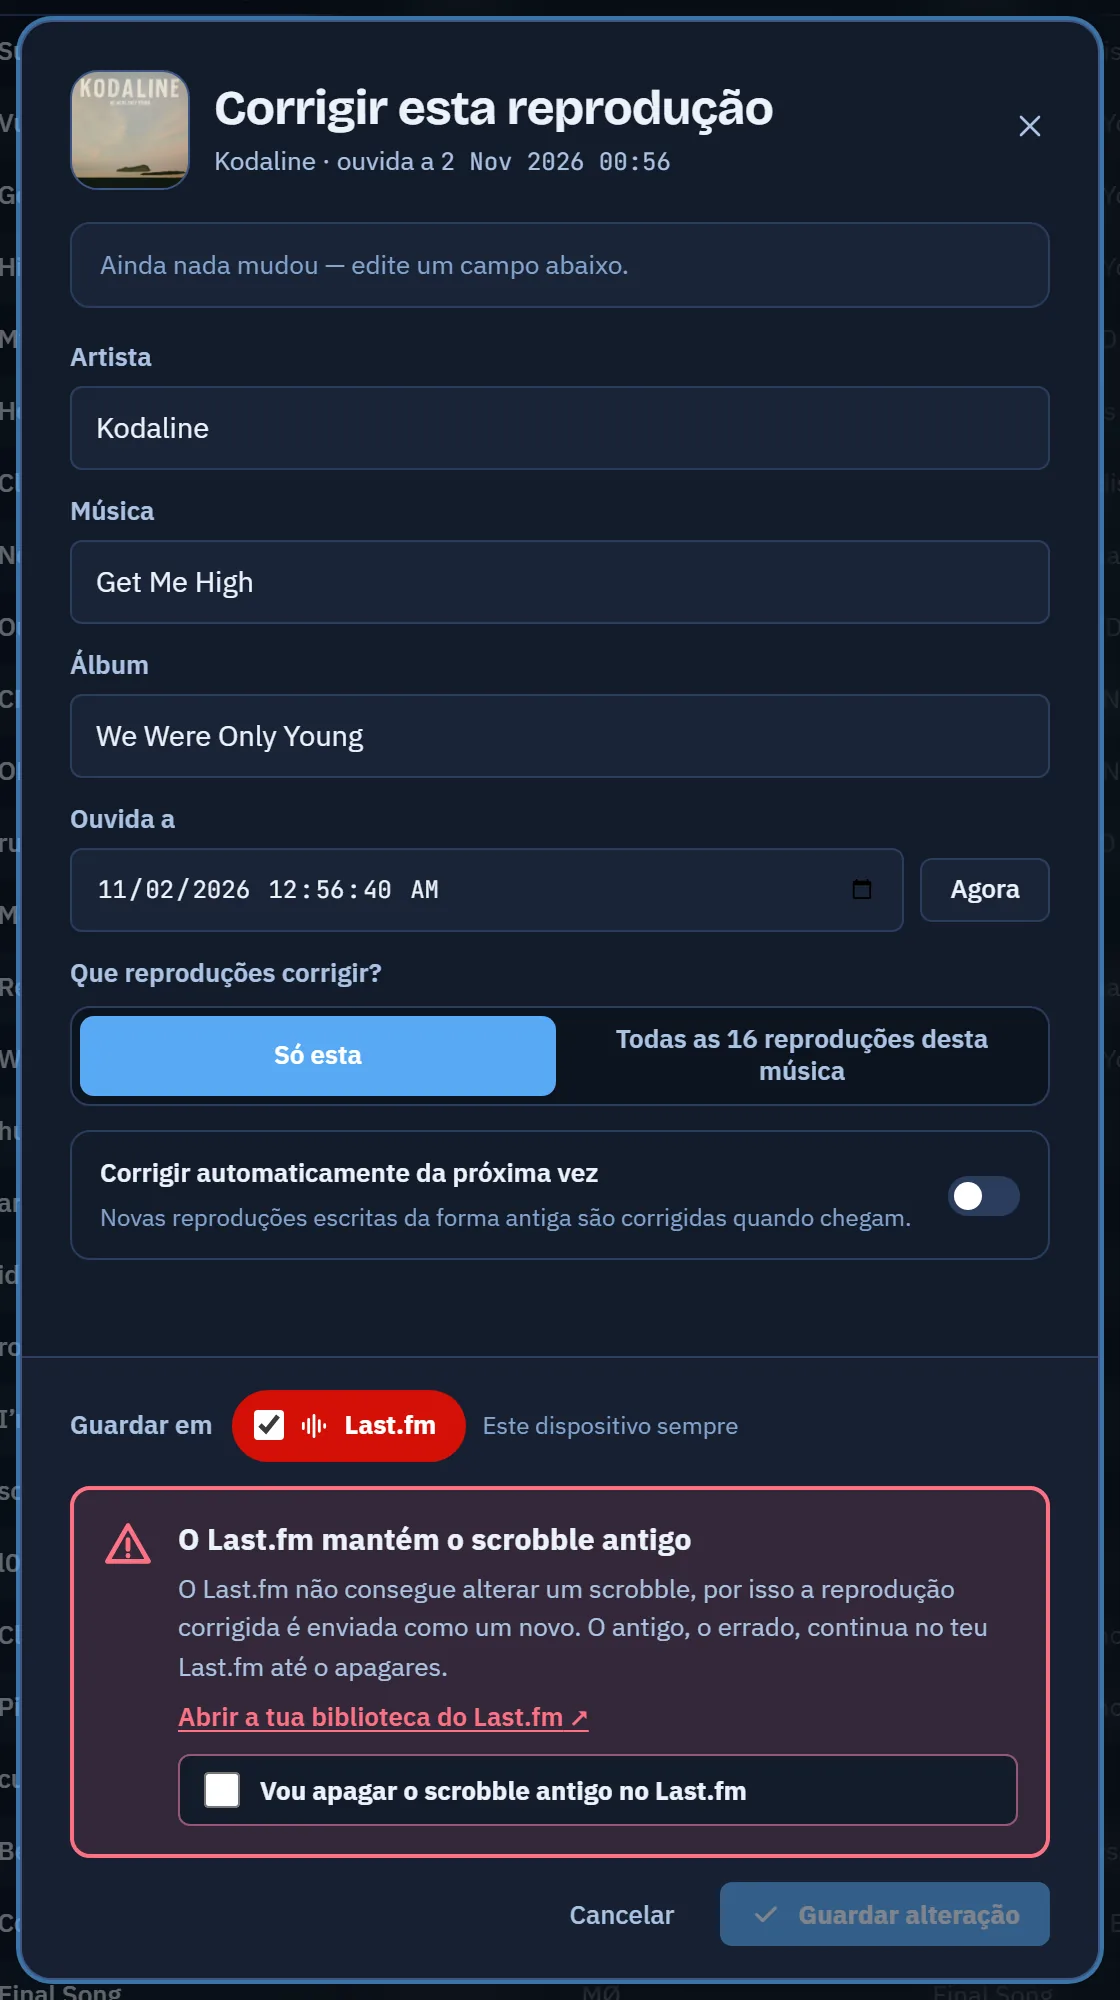 KODALINE
Corrigir esta reprodução
Kodaline · ouvida a 2 Nov 2026 00:56
Ainda nada mudou — edite um campo abaixo.
Artista
Kodaline
Música
Get Me High
Álbum
We Were Only Young
Ouvida a
11/02/2026 12:56:40 AM
Agora
Que reproduções corrigir?
Só esta
Todas as 16 reproduções desta
música
Corrigir automaticamente da próxima vez
Novas reproduções escritas da forma antiga são corrigidas quando chegam.
Guardar em
Last.fm
Este dispositivo sempre
O Last.fm mantém o scrobble antigo
O Last.fm não consegue alterar um scrobble, por isso a reprodução
corrigida é enviada como um novo. O antigo, o errado, continua no teu
Last.fm até o apagares.
Abrir a tua biblioteca do Last.fm ↗
Vou apagar o scrobble antigo no Last.fm
Cancelar
Guardar alteração
Final Song
MØ
Final Song